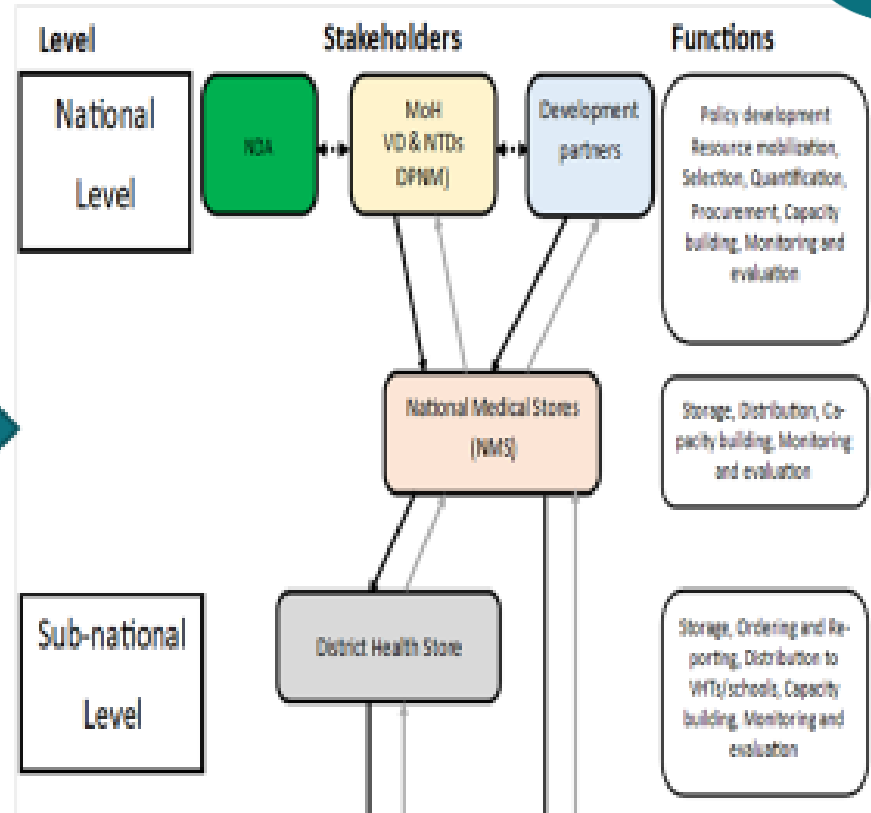 Level Stakeholders Functions
National
Level
NDA
MoH
VD & NTDs
DPNM)
Development
partners
Policy development
Resource mobilization,
Selection, Quantification,
Procurement, Capacity
building, Monitoring and
evaluation
National Medical Stores
(NMS)
Storage, Distribution, Ca-
pacity building, Monitoring
and evaluation
Sub-national
Level
District Health Store
Storage, Ordering and Re-
porting, Distribution to
VHTs/schools, Capacity
building, Monitoring and
evaluation